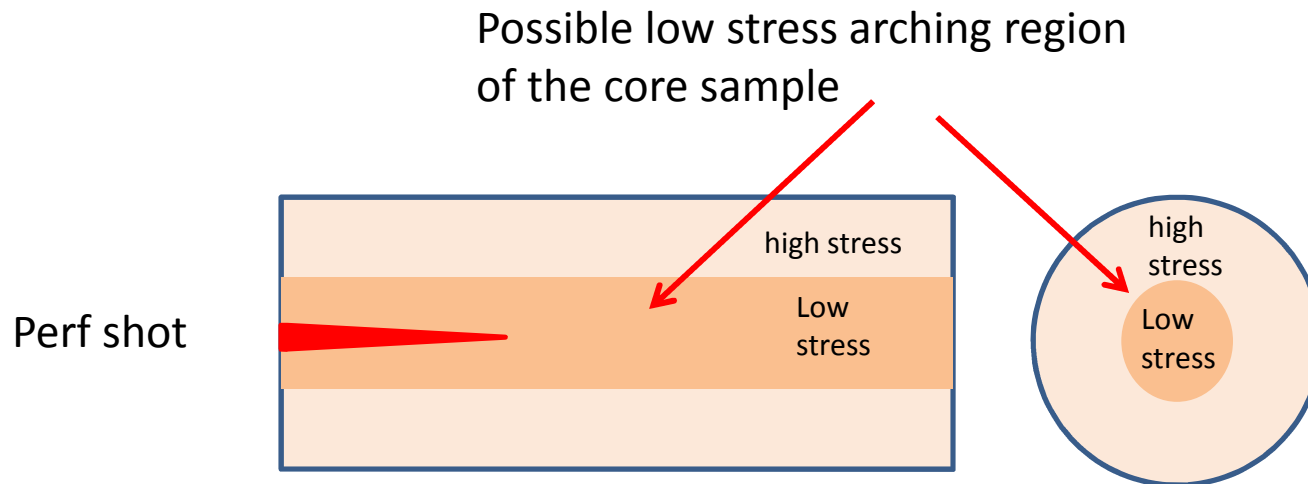 Possible low stress arching region
of the core sample
high stress
Low
stress
Perf shot
high
stress
Low
stress